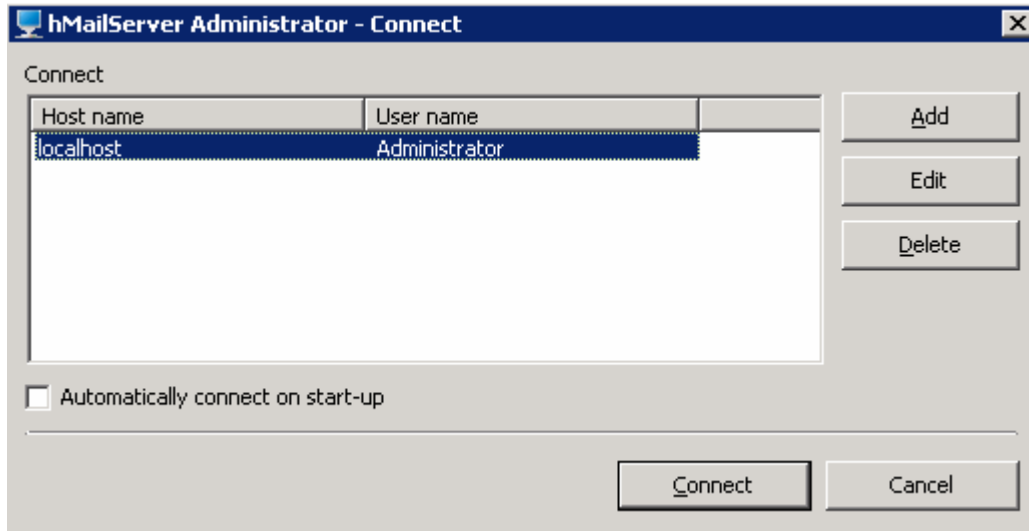 hMailServer Administrator - Connect
Connect
Host name User name
localhost Administrator
Add
Edit
Delete
Automatically connect on start-up
Connect Cancel